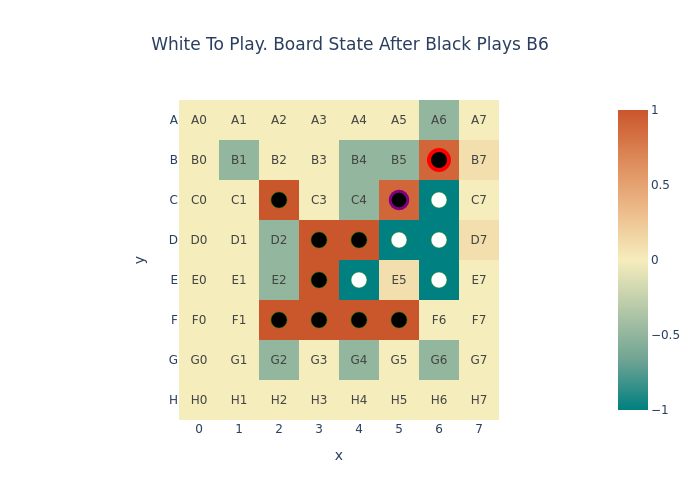 White To Play. Board State After Black Plays B6
A A0 A1 A2 A3 A4 A5 A6 A7
B B0 B1 B2 B3 B4 B5 B7
C C0 C1 C3 C4 C7
D D0 D1 D2 D7
E E0 E1 E2 E5 E7
F F0 F1 F6 F7
G G0 G1 G2 G3 G4 G5 G6 G7
H H0 H1 H2 H3 H4 H5 H6 H7
0 1 2 3 4 5 6 7
x
y
1
0.5
0
−0.5
−1